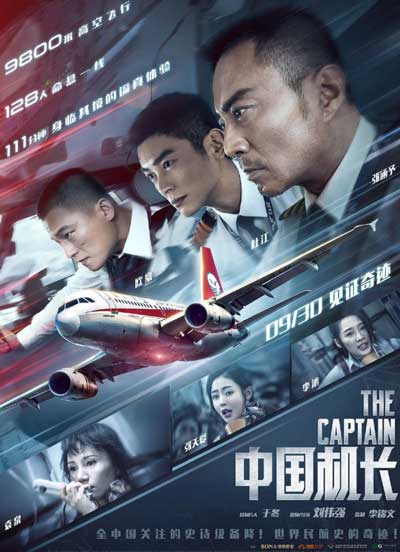 9800米 高空飞行
128人 命悬一线
111分钟 身临其境的逼真体验
张涵予
杜江
欧豪
09/30 见证奇迹
李沁
张天爱
袁泉
THE
CAPTAIN
中国机长
于冬
刘伟强
李锦文
全中国关注的史诗级备降！世界民航史的奇迹！
BONA